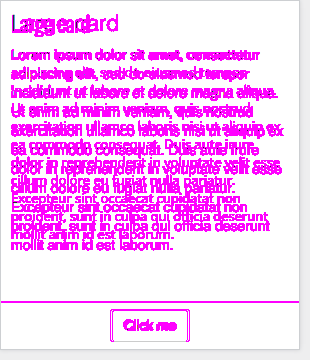 Large card
Lorem ipsum dolor sit amet, consectetur
adipiscing elit, sed do eiusmod tempor
incididunt ut labore et dolore magna aliqua.
Ut enim ad minim veniam, quis nostrud
exercitation ullamco laboris nisi ut aliquip ex
ea commodo consequat. Duis aute irure
dolor in reprehenderit in voluptate velit esse
cillum dolore eu fugiat nulla pariatur.
Excepteur sint occaecat cupidatat non
proident, sunt in culpa qui officia deserunt
mollit anim id est laborum.
Click me